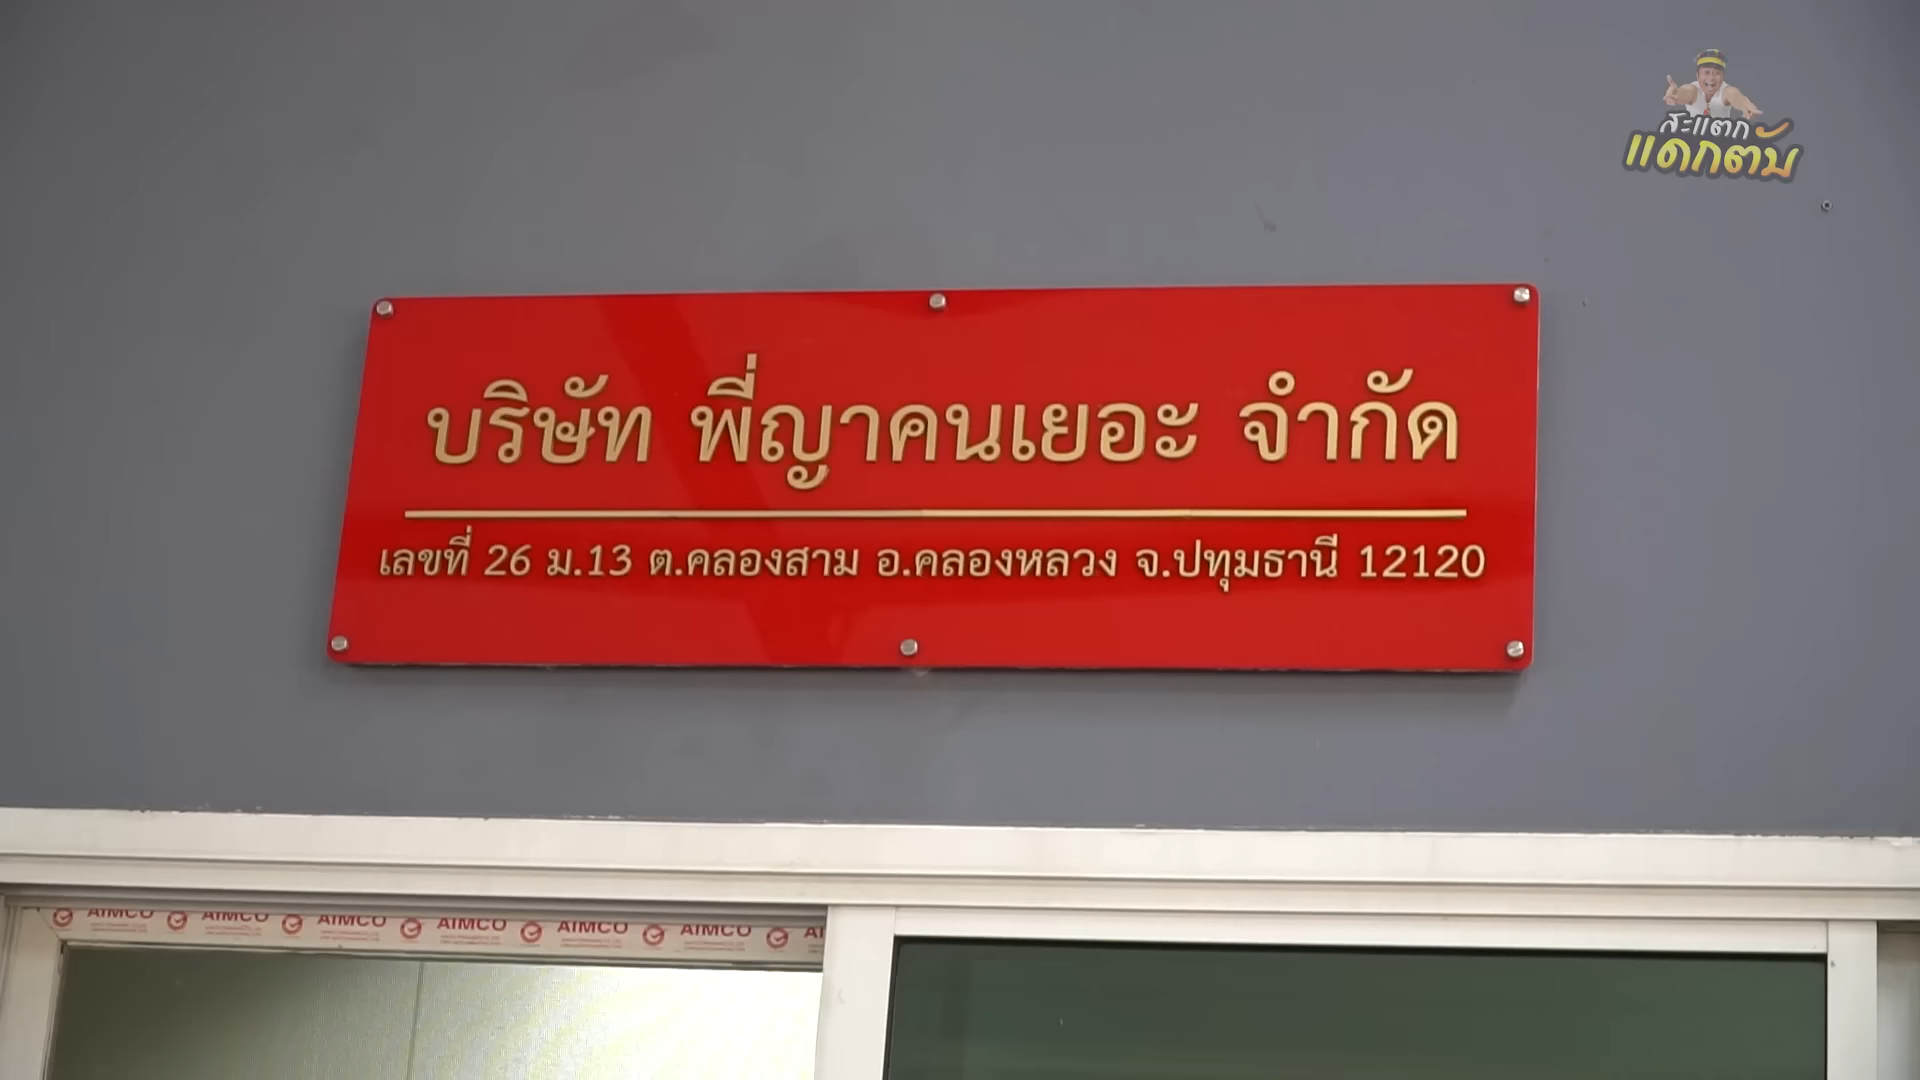 สะแตก
แดกตับ
บริษัท พี่ญาคนเยอะ จำกัด
เลขที่ 26 ม.13 ต.คลองสาม อ.คลองหลวง จ.ปทุมธานี 12120
AIMCO AIMCO AIMCO AIMCO AIMCO AIMCO